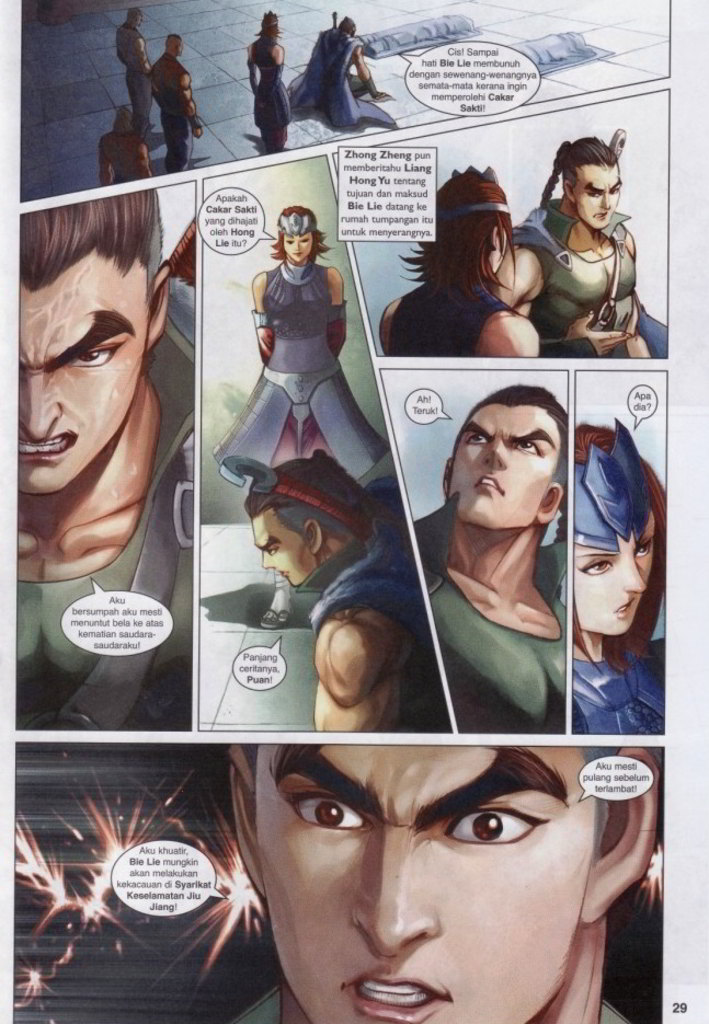 Cis! Sampai
hati Bie Lie membunuh
dengan sewenang-wenangnya
semata-mata kerana ingin
memperolehi Cakar
Sakti!
Aku
bersumpah aku mesti
menuntut bela ke atas
kematian saudara-
saudaraku!
Apakah
Cakar Sakti
yang dihajati
oleh Hong
Lie itu?
Panjang
ceritanya,
Puan!
Zhong Zheng pun
memberitahu Liang
Hong Yu tentang
tujuan dan maksud
Bie Lie datang ke
rumah tumpangan itu
untuk menyerangnya.
Ah!
Teruk!
Apa
dia?
Aku khuatir,
Bie Lie mungkin
akan melakukan
kekacauan di Syarikat
Keselamatan Jiu
Jiang!
Aku mesti
pulang sebelum
terlambat!
29